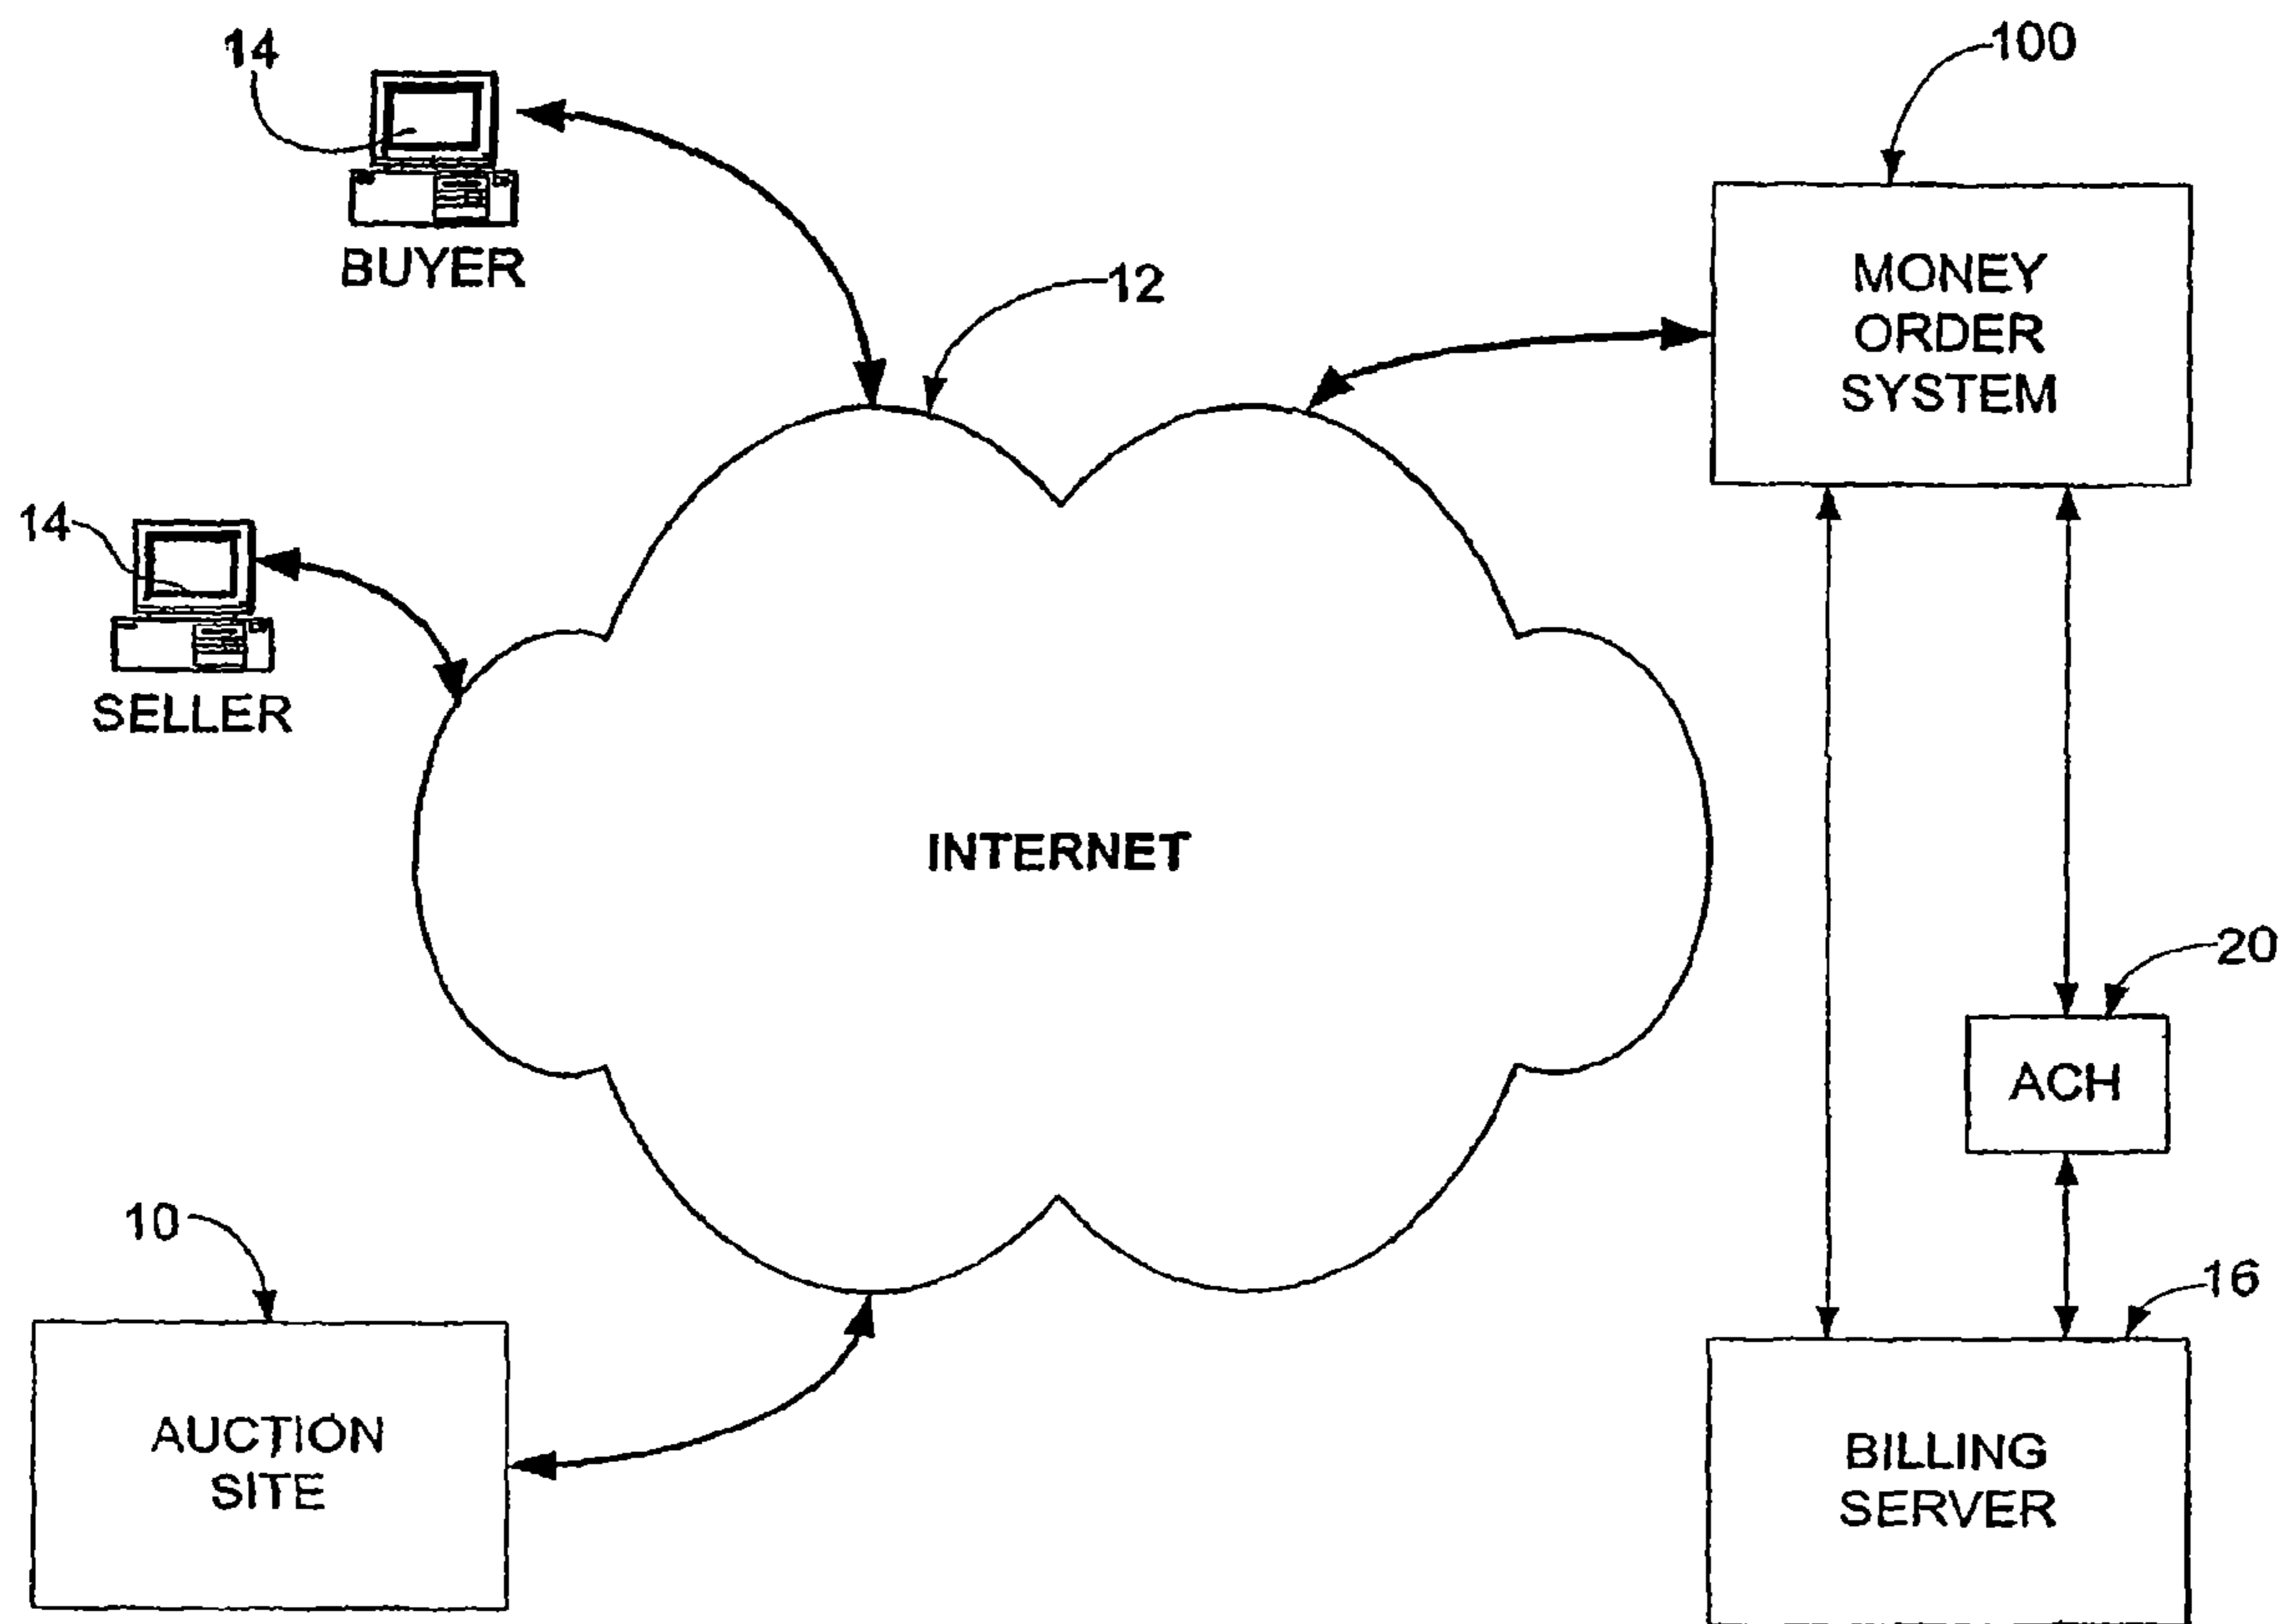 14
100
BUYER
12
MONEY
ORDER
SYSTEM
14
SELLER
INTERNET
20
ACH
10
16
AUCTION
SITE
BILLING
SERVER